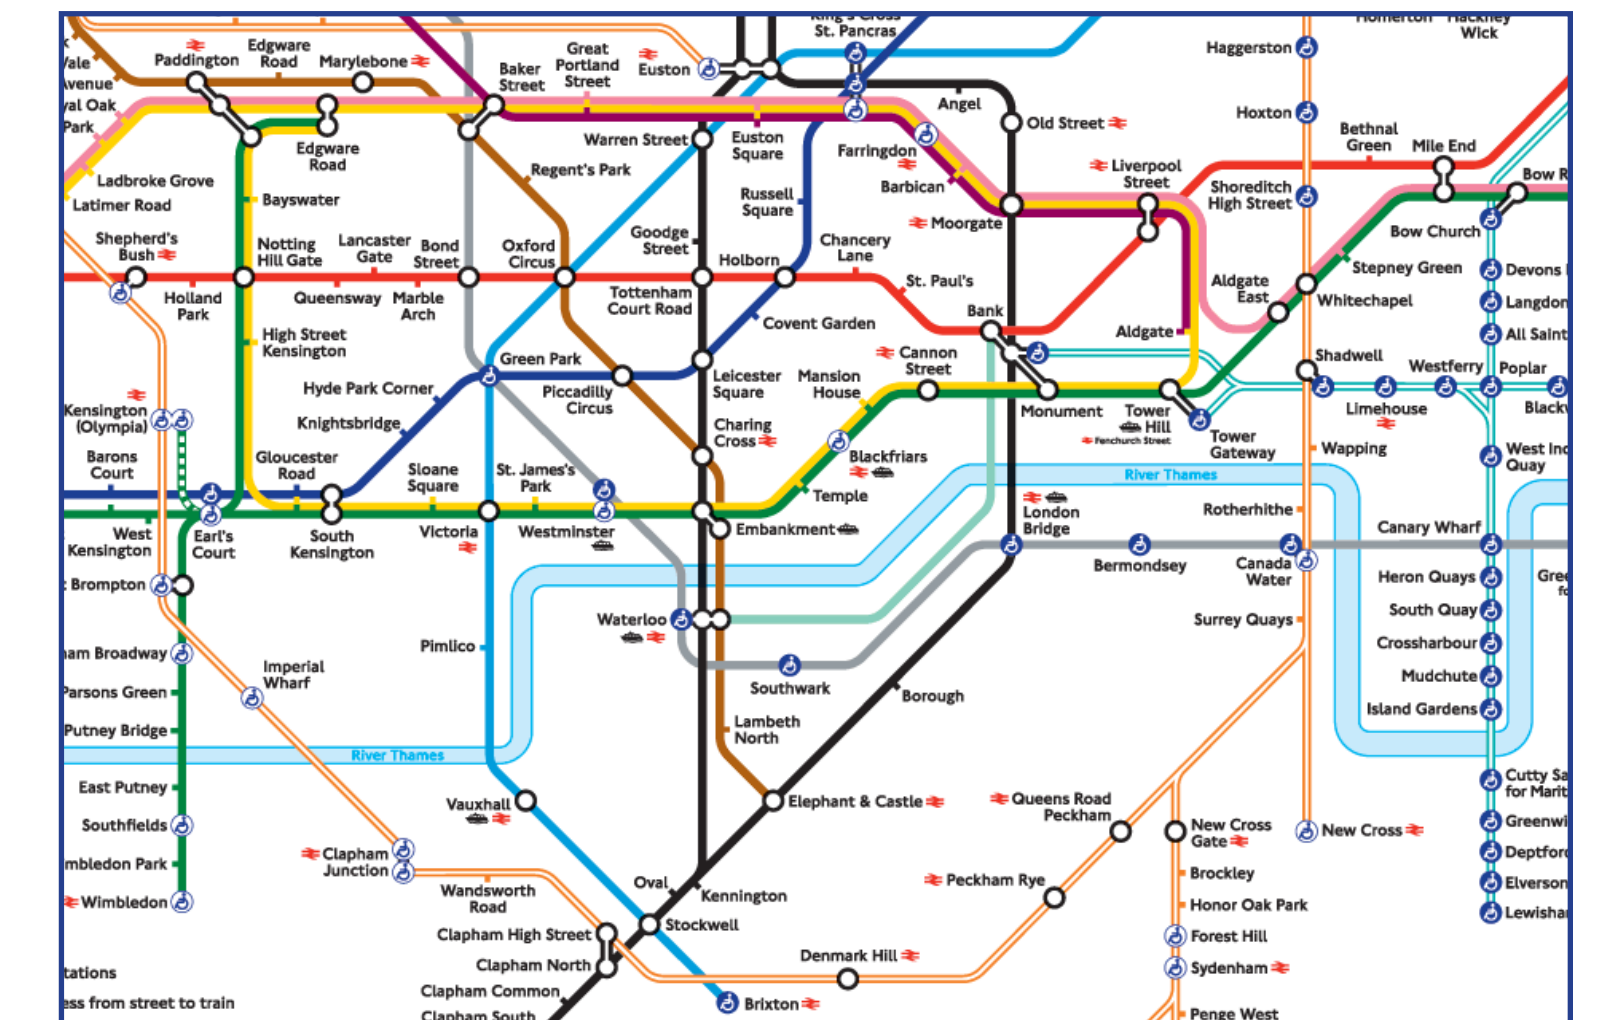 King's Cross
St. Pancras
Homerton
Hackney
Wick
Haggerston
Paddington
Edgware
Road
Marylebone
Great
Portland
Street
Euston
Baker
Street
Angel
Old Street
Hoxton
Bethnal
Green
Mile End
Bow R
Vale
Avenue
yal Oak
Park
Edgware
Road
Warren Street
Euston
Square
Farringdon
Barbican
Liverpool
Street
Shoreditch
High Street
Ladbroke Grove
Latimer Road
Bayswater
Regent's Park
Russell
Square
Moorgate
Bow Church
Shepherd's
Bush
Notting
Hill Gate
Lancaster
Gate
Bond
Street
Oxford
Circus
Goodge
Street
Holborn
Chancery
Lane
Stepney Green
Devons
Holland
Park
Queensway
Marble
Arch
Tottenham
Court Road
St. Paul's
Aldgate
East
Whitechapel
Langdon
High Street
Kensington
Covent Garden
Bank
Aldgate
All Saint
Green Park
Cannon
Street
Shadwell
Westferry
Poplar
Hyde Park Corner
Piccadilly
Circus
Leicester
Square
Mansion
House
Monument
Tower
Hill
Fenchurch Street
Tower
Gateway
Limehouse
Blackw
Kensington
(Olympia)
Knightsbridge
Charing
Cross
Blackfriars
Wapping
West Ind
Quay
Barons
Court
Gloucester
Road
Sloane
Square
St. James's
Park
Temple
River Thames
Rotherhithe
West
Kensington
Earl's
Court
South
Kensington
Victoria
Westminster
Embankment
London
Bridge
Canary Wharf
Bermondsey
Canada
Water
Heron Quays
Gree
fo
t Brompton
Waterloo
Surrey Quays
South Quay
Pimlico
Crossharbour
ham Broadway
Imperial
Wharf
Southwark
Borough
Mudchute
Parsons Green
Island Gardens
Putney Bridge
Lambeth
North
River Thames
East Putney
Vauxhall
Elephant & Castle
Queens Road
Peckham
Cutty Sa
for Marit
Southfields
New Cross
Gate
New Cross
Greenwi
Clapham
Junction
Deptford
mbledon Park
Wandsworth
Road
Oval
Kennington
Peckham Rye
Brockley
Elverson
Wimbledon
Honor Oak Park
Lewisha
Clapham High Street
Stockwell
Forest Hill
Clapham North
Denmark Hill
Sydenham
tations
Clapham Common
ess from street to train
Brixton
Clapham South
Penge West